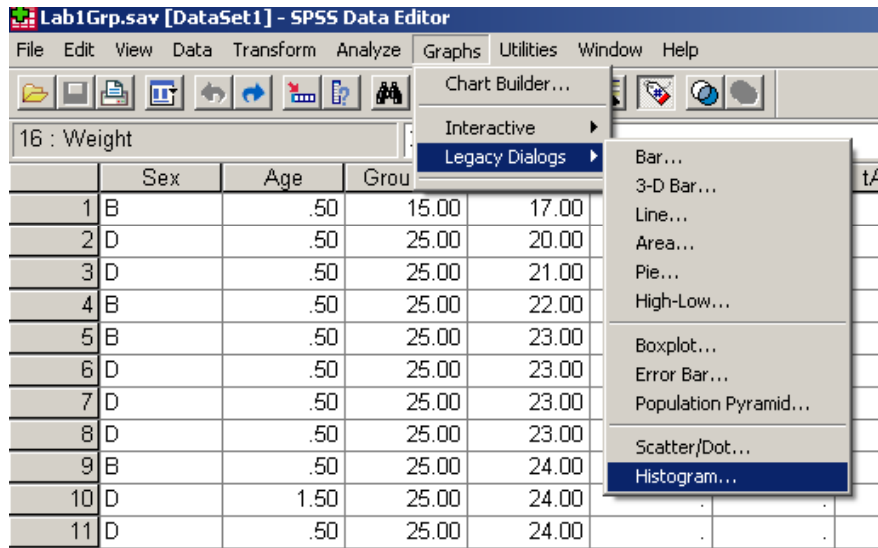 Lab1Grp.sav [DataSet1] - SPSS Data Editor
File Edit View Data Transform Analyze Graphs Utilities Window Help
Chart Builder...
Interactive
Legacy Dialogs
Bar...
3-D Bar...
Line...
Area...
Pie...
High-Low...
Boxplot...
Error Bar...
Population Pyramid...
Scatter/Dot...
Histogram...
16 : Weight
Sex Age Grou tA
1 B .50 15.00 17.00
2 D .50 25.00 20.00
3 D .50 25.00 21.00
4 B .50 25.00 22.00
5 B .50 25.00 23.00
6 D .50 25.00 23.00
7 D .50 25.00 23.00
8 D .50 25.00 23.00
9 B .50 25.00 24.00
10 D 1.50 25.00 24.00 . .
11 D .50 25.00 24.00 . .